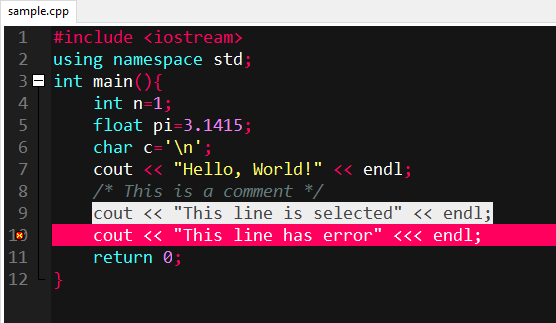 sample.cpp
1 #include <iostream>
2 using namespace std;
3 int main(){
4     int n=1;
5     float pi=3.1415;
6     char c='\n';
7     cout << "Hello, World!" << endl;
8     /* This is a comment */
9     cout << "This line is selected" << endl;
10     cout << "This line has error" <<< endl;
11     return 0;
12 }